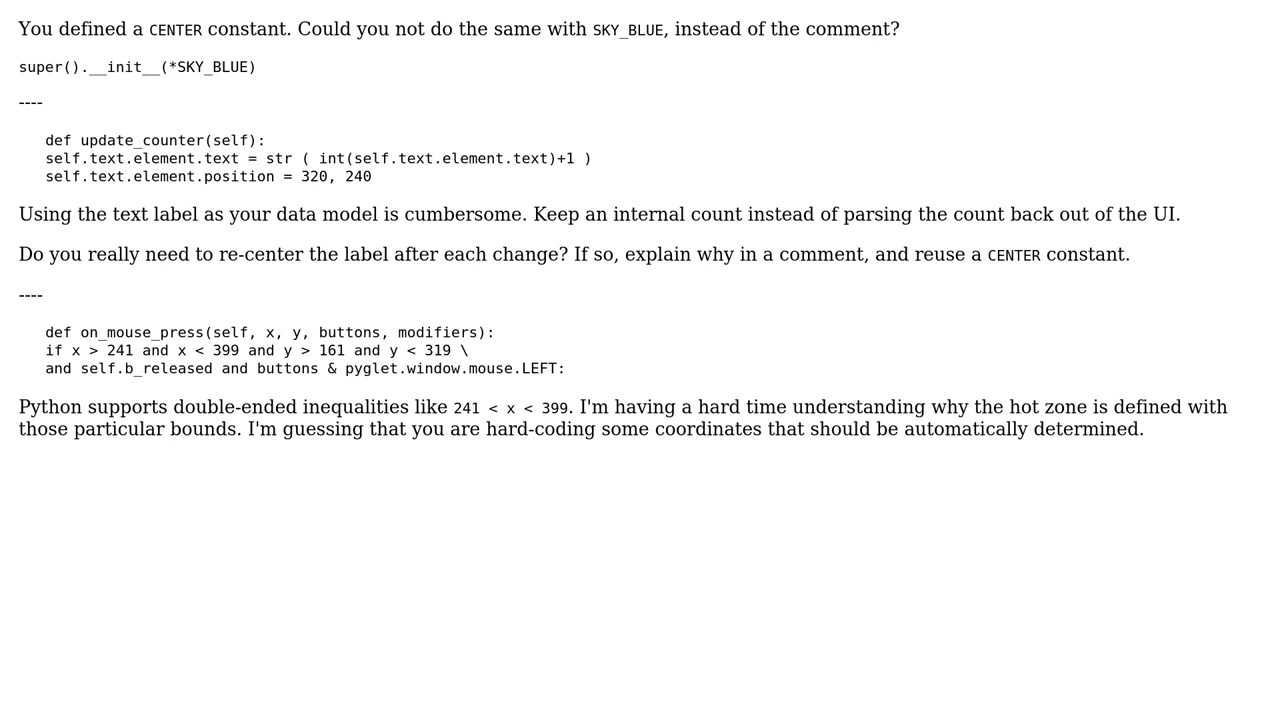 You defined a CENTER constant. Could you not do the same with SKY_BLUE, instead of the comment?
super().__init__(*SKY_BLUE)
----
def update_counter(self):
self.text.element.text = str ( int(self.text.element.text)+1 )
self.text.element.position = 320, 240
Using the text label as your data model is cumbersome. Keep an internal count instead of parsing the count back out of the UI.
Do you really need to re-center the label after each change? If so, explain why in a comment, and reuse a CENTER constant.
----
def on_mouse_press(self, x, y, buttons, modifiers):
if x > 241 and x < 399 and y > 161 and y < 319 \
and self.b_released and buttons & pyglet.window.mouse.LEFT:
Python supports double-ended inequalities like 241 < x < 399. I'm having a hard time understanding why the hot zone is defined with
those particular bounds. I'm guessing that you are hard-coding some coordinates that should be automatically determined.